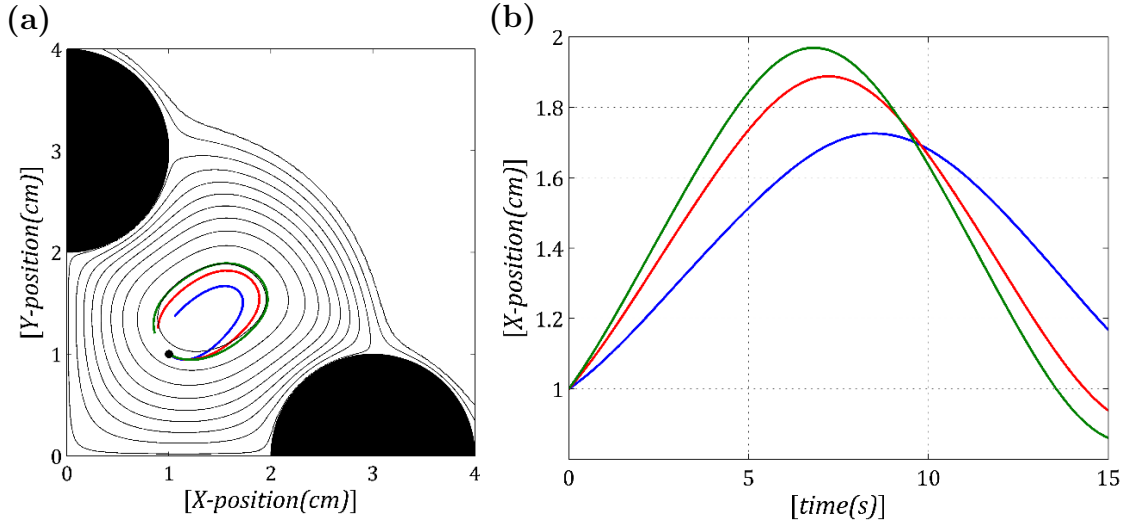 (a)
4
3
2
1
0
0 1 2 3 4
[Y-position(cm)]
[X-position(cm)]
(b)
2
1.8
1.6
1.4
1.2
1
0 5 10 15
[X-position(cm)]
[time(s)]